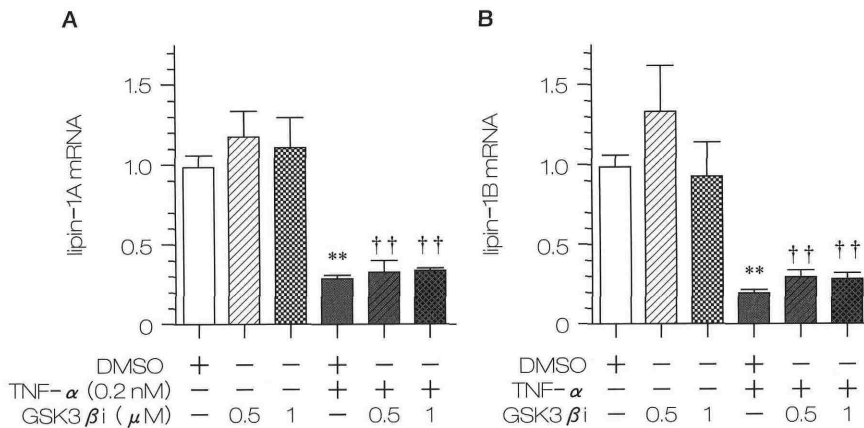 A
lipin-1A mRNA
1.5
1.0
0.5
0
** †† ††
DMSO + − − + − −
TNF-α (0.2 nM) − − − + + +
GSK3βi (μM) − 0.5 1 − 0.5 1
B
lipin-1B mRNA
1.5
1.0
0.5
0
** †† ††
DMSO + − − + − −
TNF-α − − − + + +
GSK3βi − 0.5 1 − 0.5 1